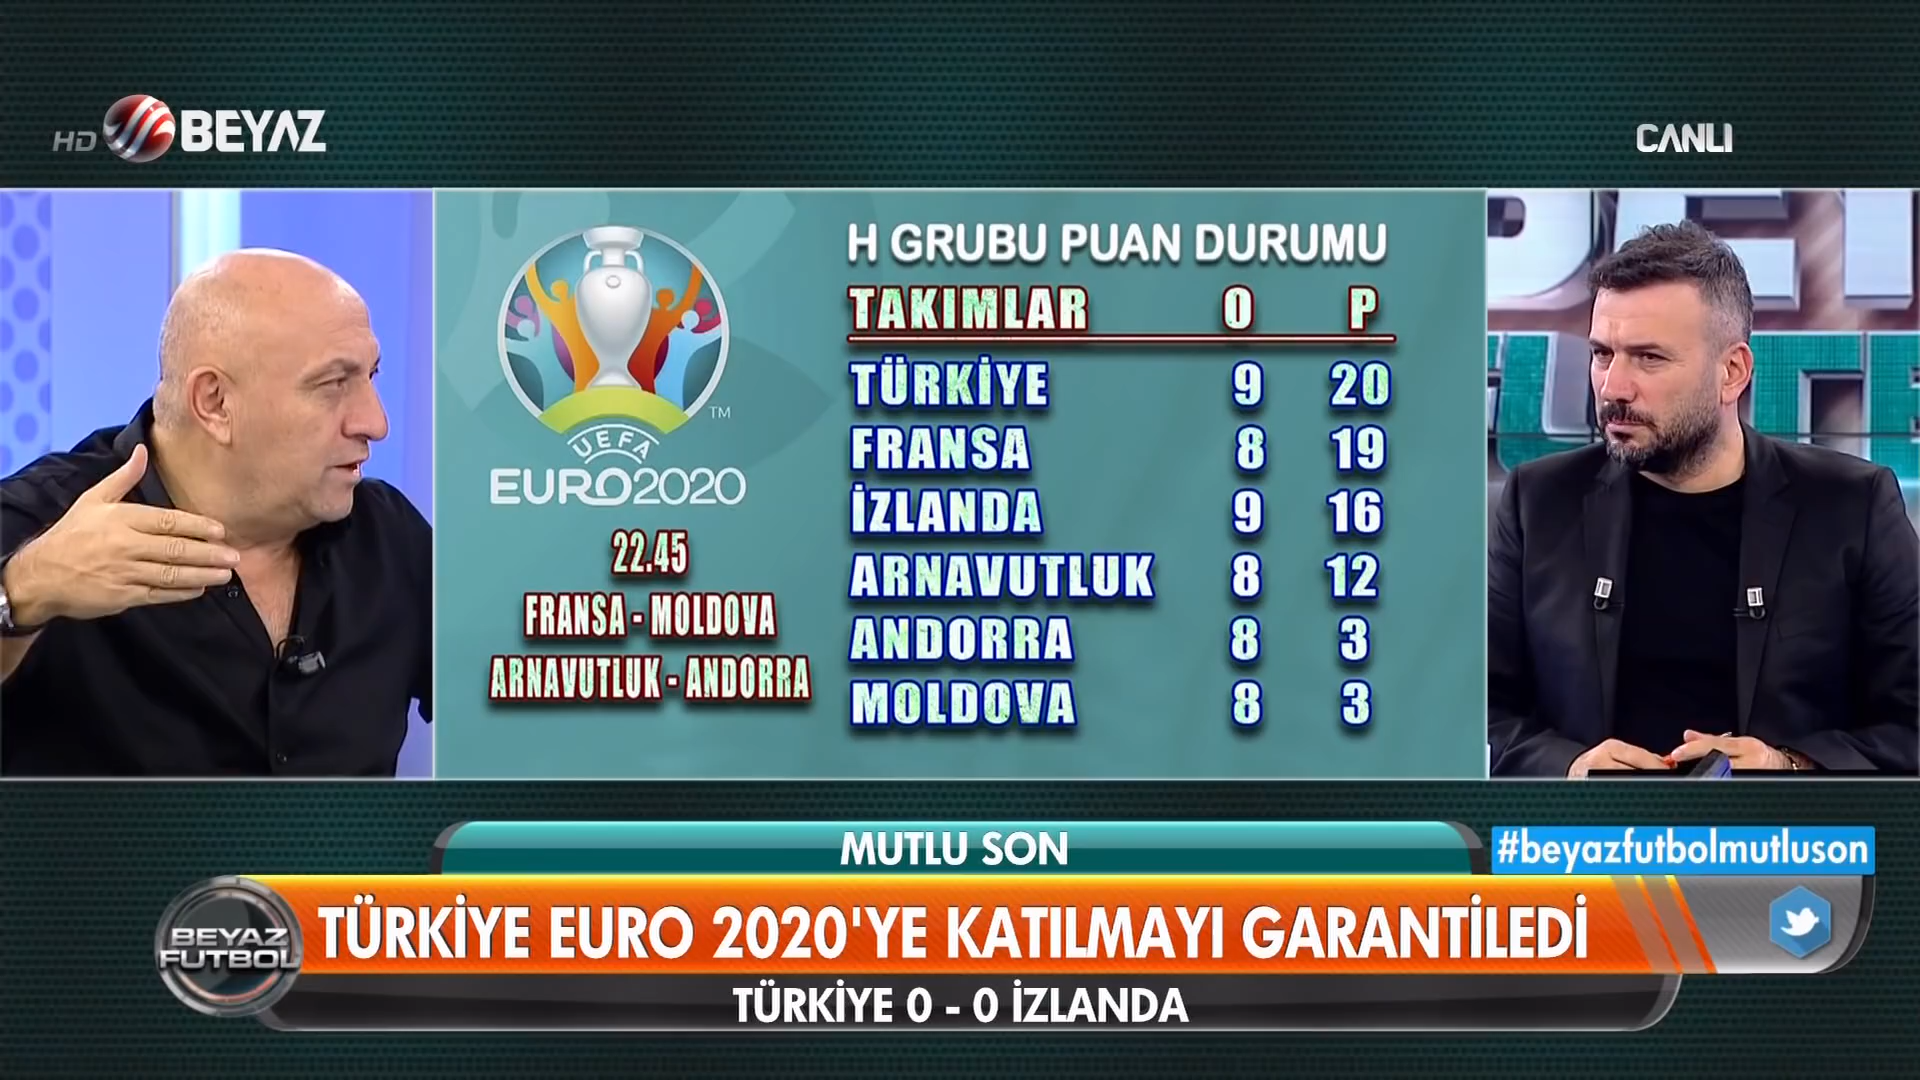 HD BEYAZ
CANLI
H GRUBU PUAN DURUMU
TAKIMLAR O P
TÜRKİYE 9 20
FRANSA 8 19
İZLANDA 9 16
ARNAVUTLUK 8 12
ANDORRA 8 3
MOLDOVA 8 3
TM
UEFA
EURO2020
22.45
FRANSA - MOLDOVA
ARNAVUTLUK - ANDORRA
MUTLU SON
#beyazfutbolmutluson
BEYAZ
FUTBOL
TÜRKİYE EURO 2020'YE KATILMAYI GARANTİLEDİ
TÜRKİYE 0 - 0 İZLANDA